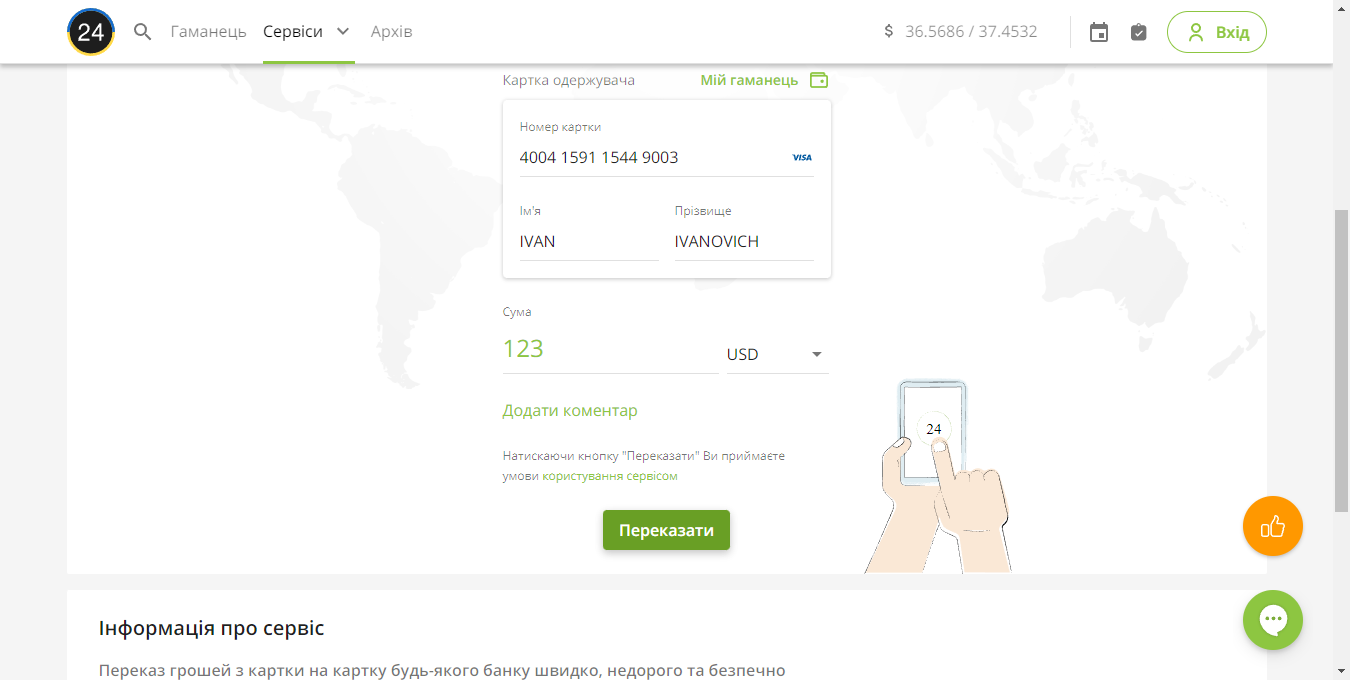 24 Гаманець Сервіси Архів $ 36.5686 / 37.4532 Вхід
Картка одержувача Мій гаманець
Номер картки
4004 1591 1544 9003 VISA
Ім'я Прізвище
IVAN IVANOVICH
Сума
123 USD
Додати коментар
24
Натискаючи кнопку "Переказати" Ви приймаєте
умови користування сервісом
Переказати
Інформація про сервіс
Переказ грошей з картки на картку будь-якого банку швидко, недорого та безпечно